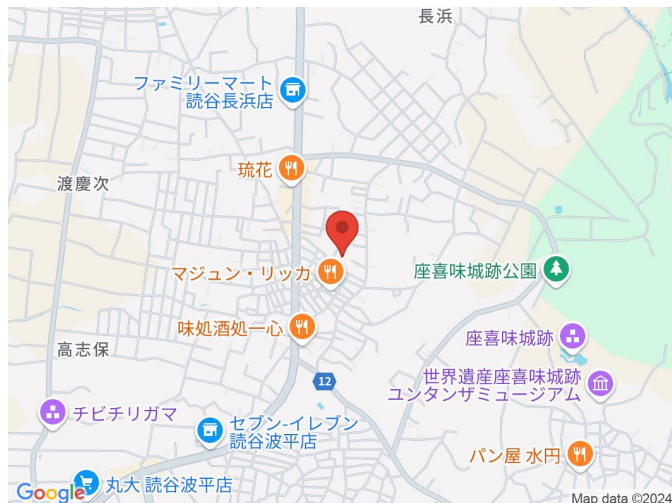 長浜
ファミリーマート
読谷長浜店
琉花
渡慶次
マジュン・リッカ
座喜味城跡公園
味処酒処一心
座喜味城跡
高志保
12
世界遺産座喜味城跡
ユンタンザミュージアム
チビチリガマ
セブン-イレブン
読谷波平店
パン屋 水円
丸大 読谷波平店
Google
Map data ©2024